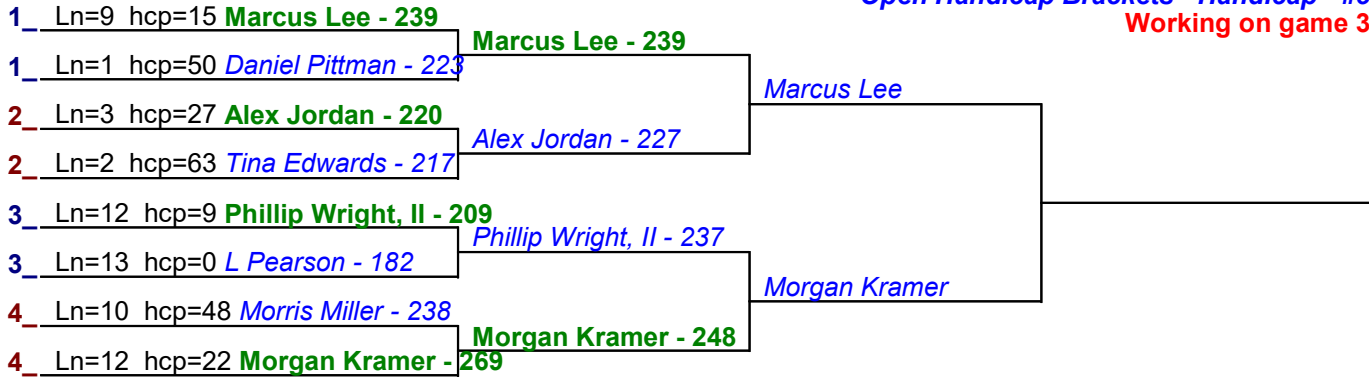 Open Handicap Brackets - Handicap - #
Working on game 3
1_ Ln=9 hcp=15 Marcus Lee - 239
1_ Ln=1 hcp=50 Daniel Pittman - 223
2_ Ln=3 hcp=27 Alex Jordan - 220
2_ Ln=2 hcp=63 Tina Edwards - 217
3_ Ln=12 hcp=9 Phillip Wright, II - 209
3_ Ln=13 hcp=0 L Pearson - 182
4_ Ln=10 hcp=48 Morris Miller - 238
4_ Ln=12 hcp=22 Morgan Kramer - 269
Marcus Lee - 239
Alex Jordan - 227
Phillip Wright, II - 237
Morgan Kramer - 248
Marcus Lee
Morgan Kramer